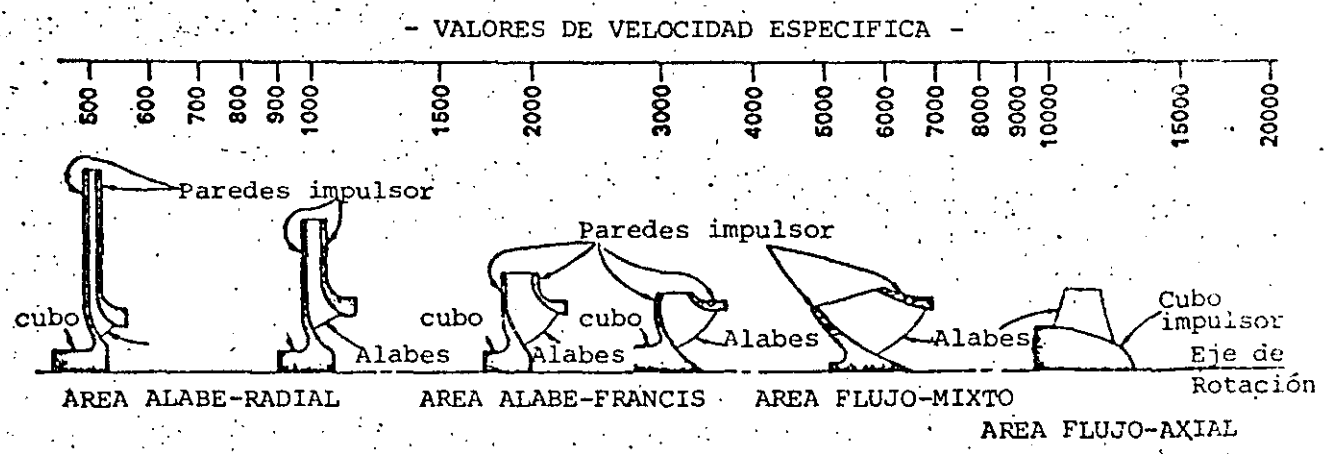 - VALORES DE VELOCIDAD ESPECIFICA -
500 600 700 800 900 1000 1500 2000 3000 4000 5000 6000 7000 8000 9000 10000 15000 20000
Paredes impulsor
Paredes impulsor
cubo
Alabes
cubo
Alabes
cubo
Alabes
Alabes
Cubo
impulsor
Eje de
Rotación
AREA ALABE-RADIAL
AREA ALABE-FRANCIS
AREA FLUJO-MIXTO
AREA FLUJO-AXIAL